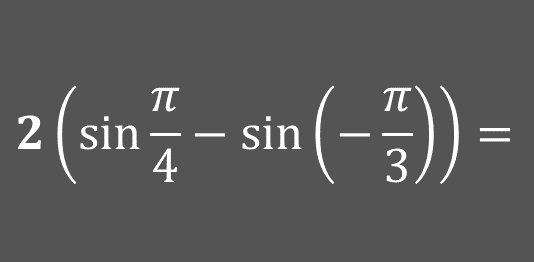 2(sin π/4 − sin(−π/3)) =